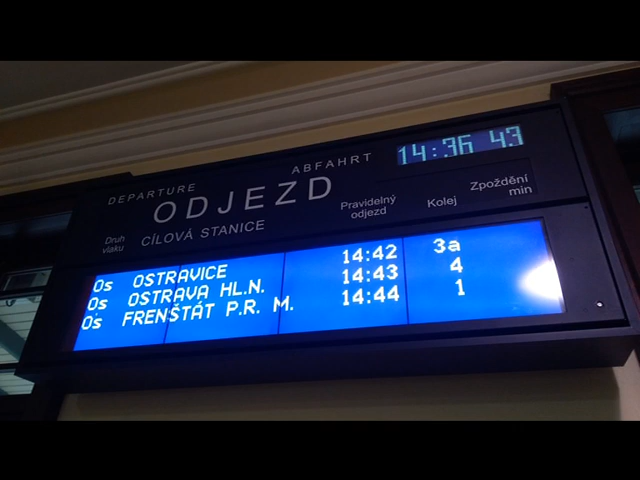 DEPARTURE ABFAHRT 14:36 43
ODJEZD
Druh vlaku CÍLOVÁ STANICE Pravidelný odjezd Kolej Zpoždění min
Os OSTRAVICE 14:42 3a
Os OSTRAVA HL.N. 14:43 4
Os FRENŠTÁT P.R. M. 14:44 1